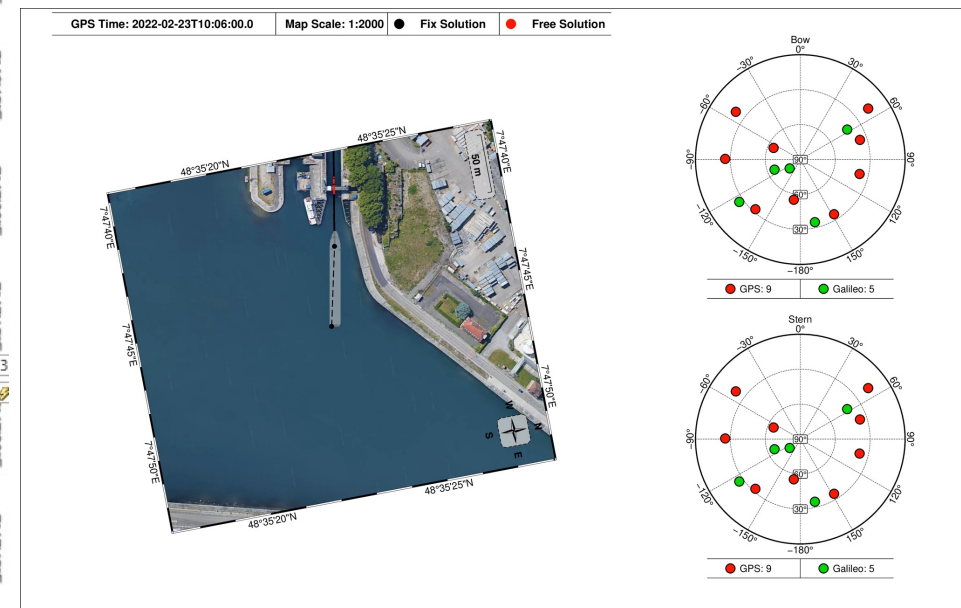 GPS Time: 2022-02-23T10:06:00.0 Map Scale: 1:2000 Fix Solution Free Solution
48°35'20"N
48°35'25"N
7°47'40"E
7°47'40"E
50 m
7°47'45"E
7°47'45"E
7°47'50"E
7°47'50"E
W
N
S
E
48°35'20"N
48°35'25"N
Bow
0°
−30° 30°
−60° 60°
−90° 90° 90°
60°
−120° 120°
30°
−150° 150°
−180°
GPS: 9 Galileo: 5
Stern
0°
−30° 30°
−60° 60°
−90° 90° 90°
60°
−120° 120°
30°
−150° 150°
−180°
GPS: 9 Galileo: 5